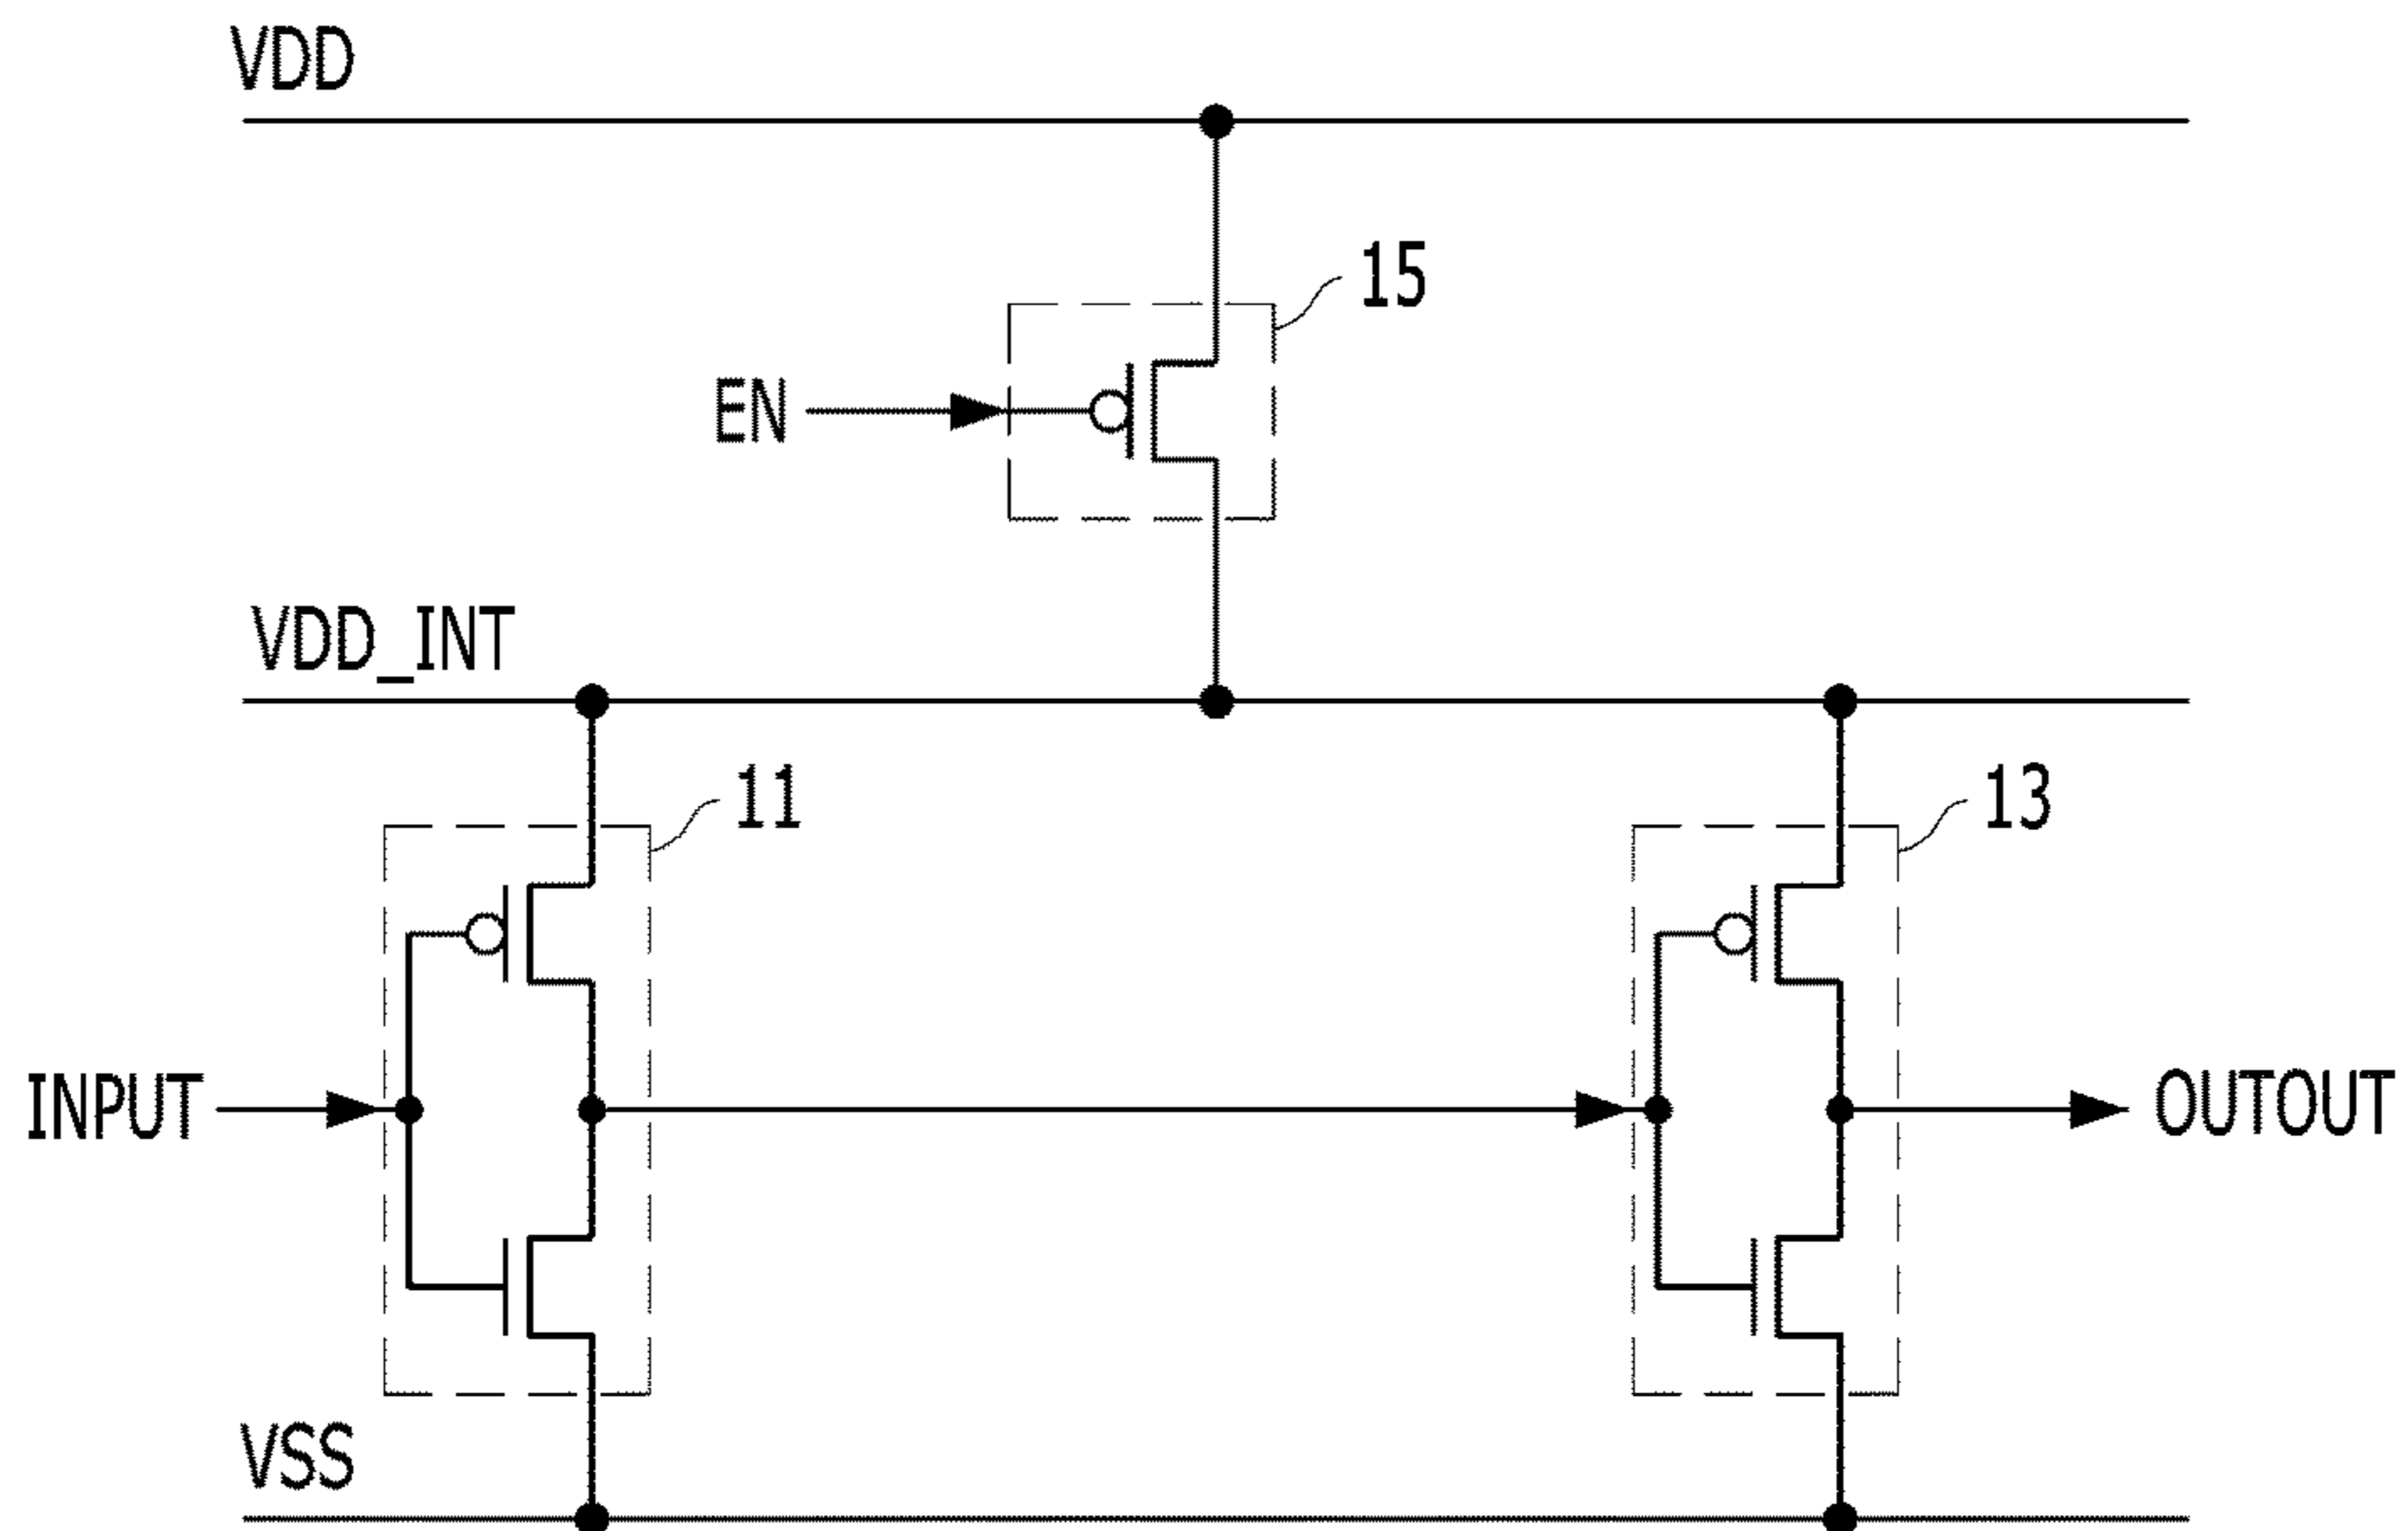 VDD
15
EN
VDD_INT
11
13
INPUT
OUTOUT
VSS